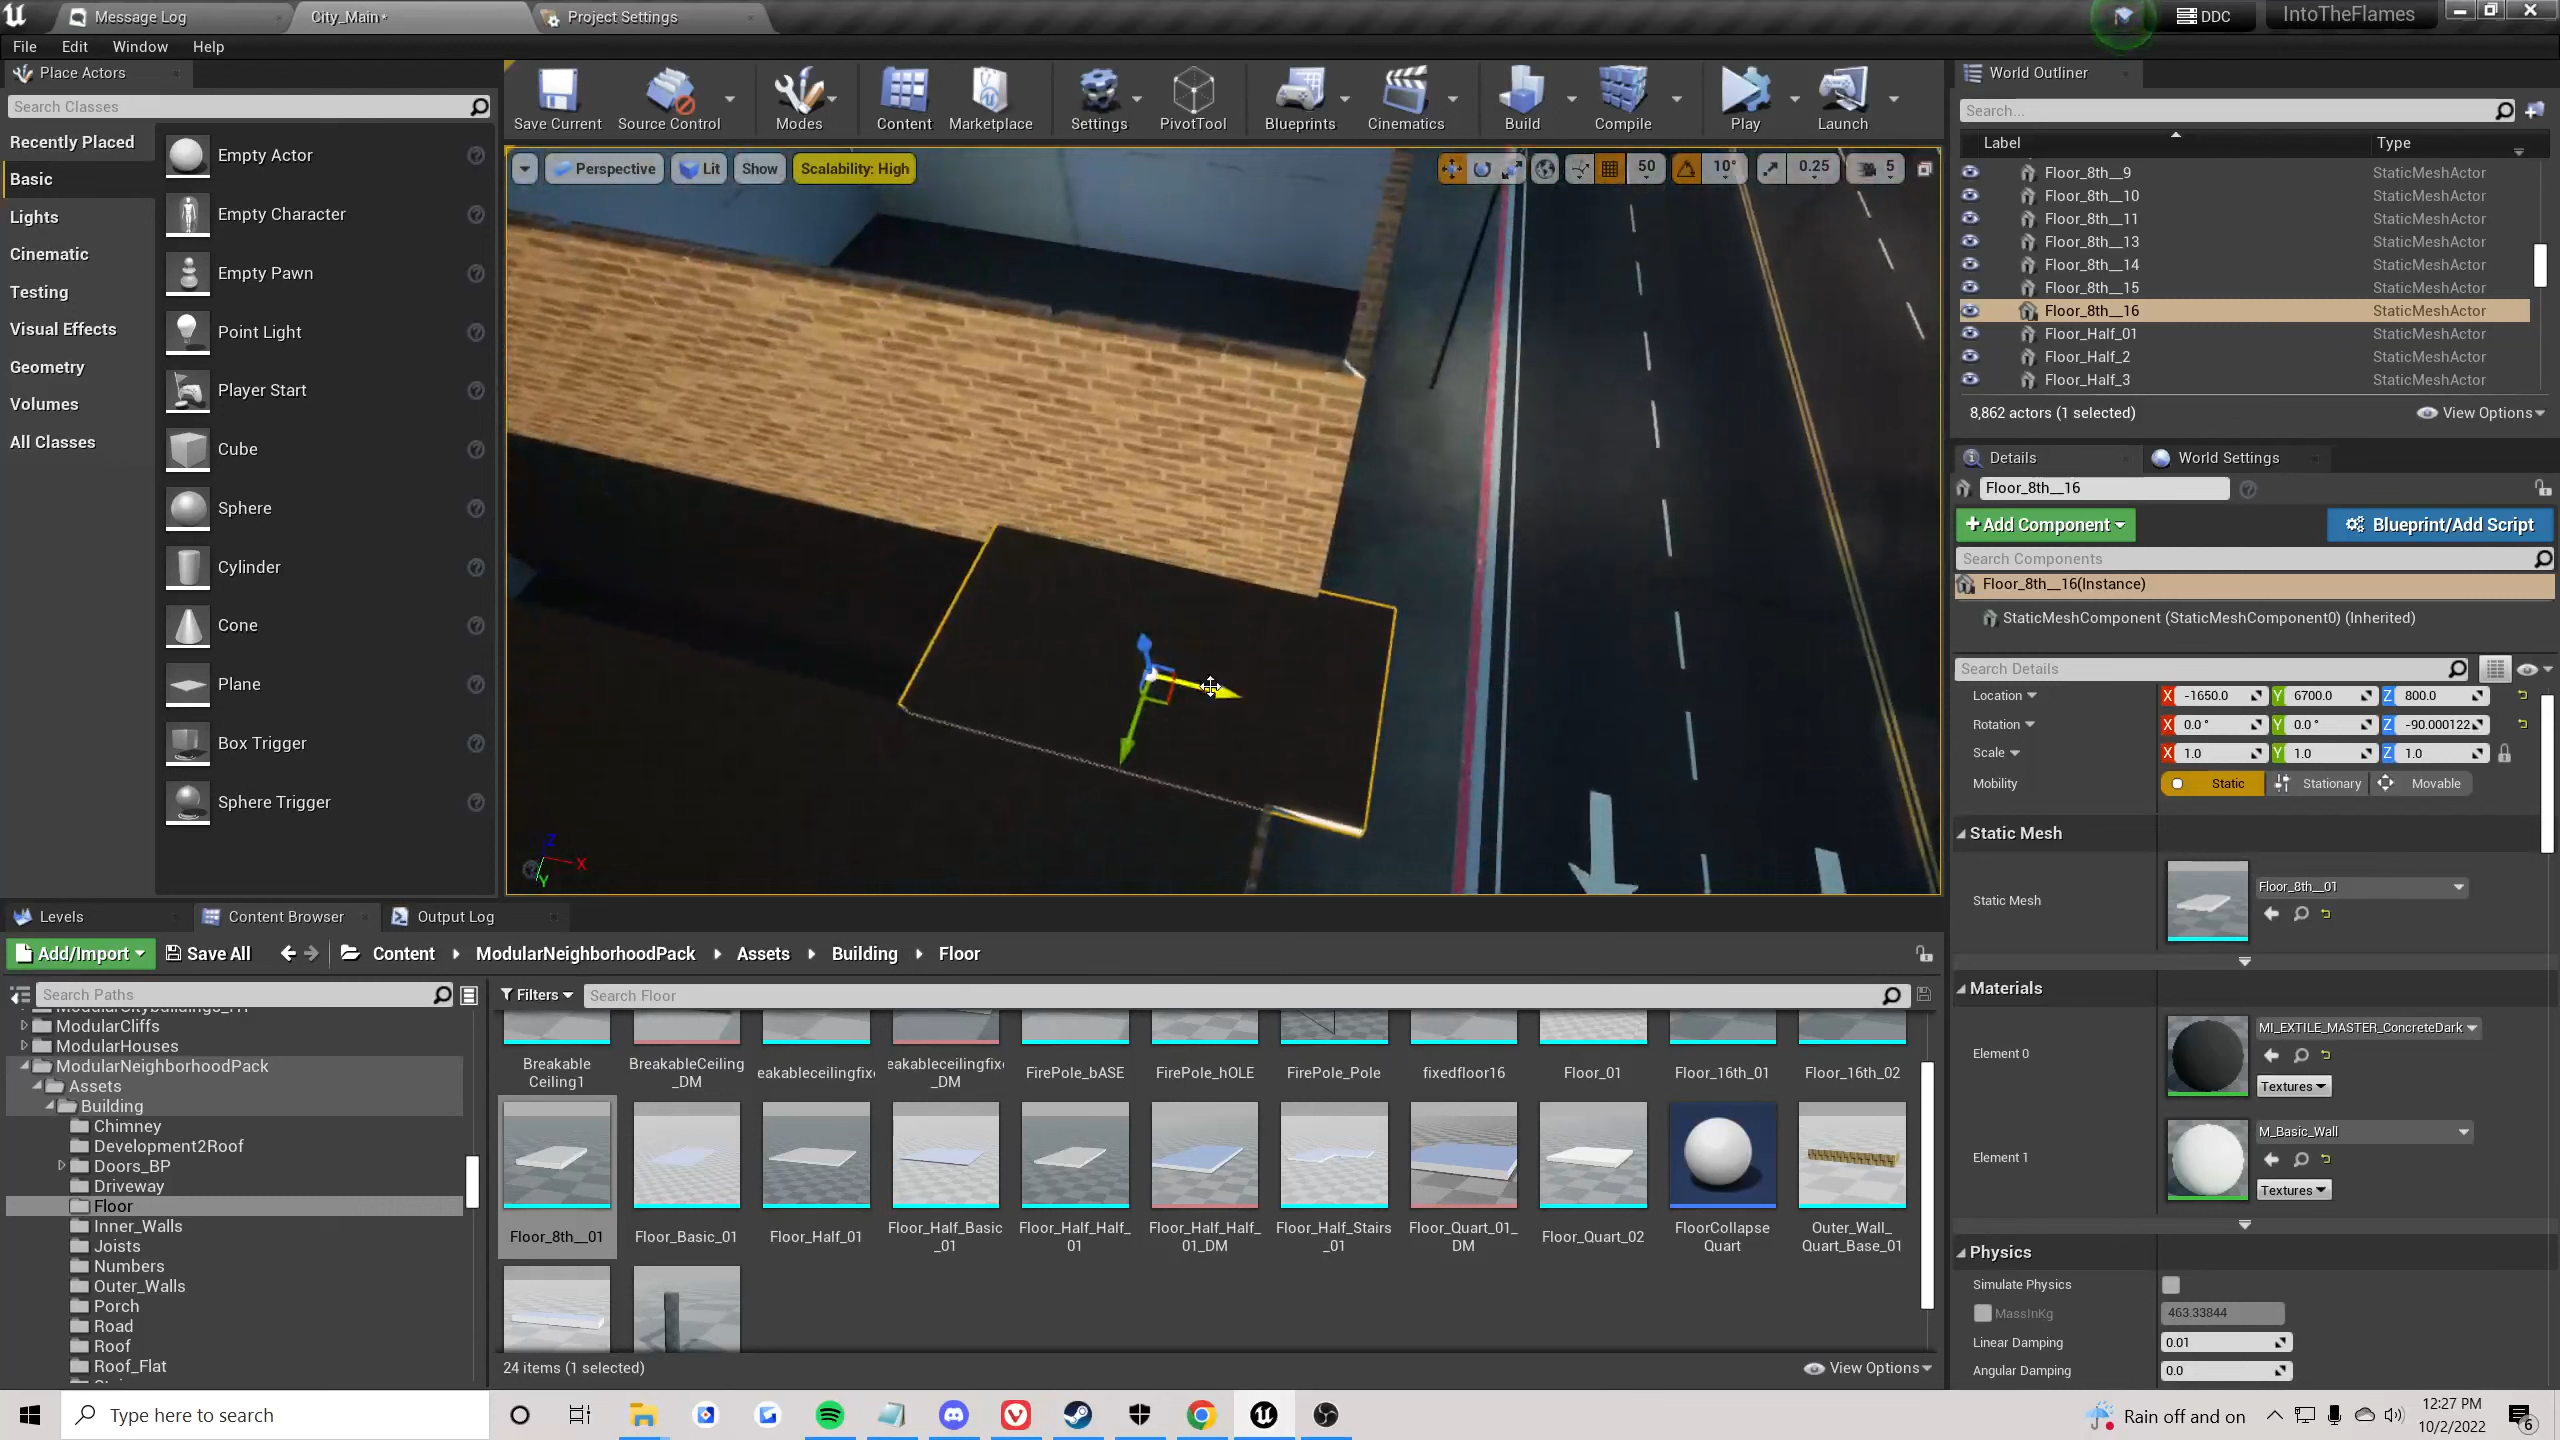 Message Log
City_Main*
Project Settings
DDC
IntoTheFlames
File Edit Window Help
Place Actors
Search Classes
Recently Placed
Basic
Lights
Cinematic
Testing
Visual Effects
Geometry
Volumes
All Classes
Empty Actor
Empty Character
Empty Pawn
Point Light
Player Start
Cube
Sphere
Cylinder
Cone
Plane
Box Trigger
Sphere Trigger
Save Current
Source Control
Modes
Content
Marketplace
Settings
PivotTool
Blueprints
Cinematics
Build
Compile
Play
Launch
Perspective
Lit
Show
Scalability: High
50
10°
0.25
5
Z
X
Y
World Outliner
Search...
Label
Type
Floor_8th__9 StaticMeshActor
Floor_8th__10 StaticMeshActor
Floor_8th__11 StaticMeshActor
Floor_8th__13 StaticMeshActor
Floor_8th__14 StaticMeshActor
Floor_8th__15 StaticMeshActor
Floor_8th__16 StaticMeshActor
Floor_Half_01 StaticMeshActor
Floor_Half_2 StaticMeshActor
Floor_Half_3 StaticMeshActor
8,862 actors (1 selected)
View Options
Details
World Settings
Floor_8th__16
+Add Component
Blueprint/Add Script
Search Components
Floor_8th__16(Instance)
StaticMeshComponent (StaticMeshComponent0) (Inherited)
Search Details
Location X -1650.0 Y 6700.0 Z 800.0
Rotation X 0.0 ° Y 0.0 ° Z -90.000122
Scale X 1.0 Y 1.0 Z 1.0
Mobility Static Stationary Movable
Static Mesh
Static Mesh
Floor_8th__01
Materials
Element 0
MI_EXTILE_MASTER_ConcreteDark
Textures
Element 1
M_Basic_Wall
Textures
Physics
Simulate Physics
MassInKg 463.33844
Linear Damping 0.01
Angular Damping 0.0
Levels
Content Browser
Output Log
Add/Import
Save All
Content
ModularNeighborhoodPack
Assets
Building
Floor
Search Paths
ModularCliffs
ModularHouses
ModularNeighborhoodPack
Assets
Building
Chimney
Development2Roof
Doors_BP
Driveway
Floor
Inner_Walls
Joists
Numbers
Outer_Walls
Porch
Road
Roof
Roof_Flat
Filters
Search Floor
Breakable
Ceiling1
BreakableCeiling
_DM
eakableceilingfixe
eakableceilingfixe
_DM
FirePole_bASE
FirePole_hOLE
FirePole_Pole
fixedfloor16
Floor_01
Floor_16th_01
Floor_16th_02
Floor_8th__01
Floor_Basic_01
Floor_Half_01
Floor_Half_Basic
_01
Floor_Half_Half_
01
Floor_Half_Half_
01_DM
Floor_Half_Stairs
_01
Floor_Quart_01_
DM
Floor_Quart_02
FloorCollapse
Quart
Outer_Wall_
Quart_Base_01
24 items (1 selected)
View Options
Type here to search
Rain off and on
12:27 PM
10/2/2022
6